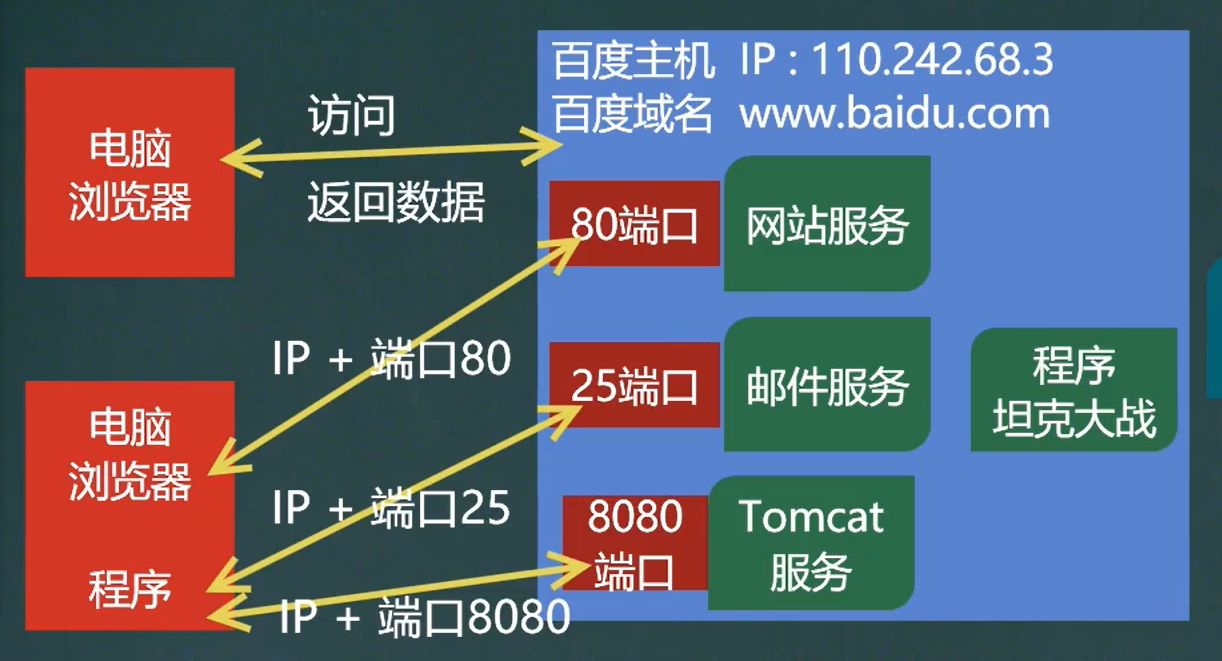 百度主机 IP : 110.242.68.3
百度域名 www.baidu.com
电脑
浏览器
访问
返回数据
80端口
网站服务
IP + 端口80
25端口
邮件服务
程序
坦克大战
电脑
浏览器
程序
IP + 端口25
8080
端口
Tomcat
服务
IP + 端口8080